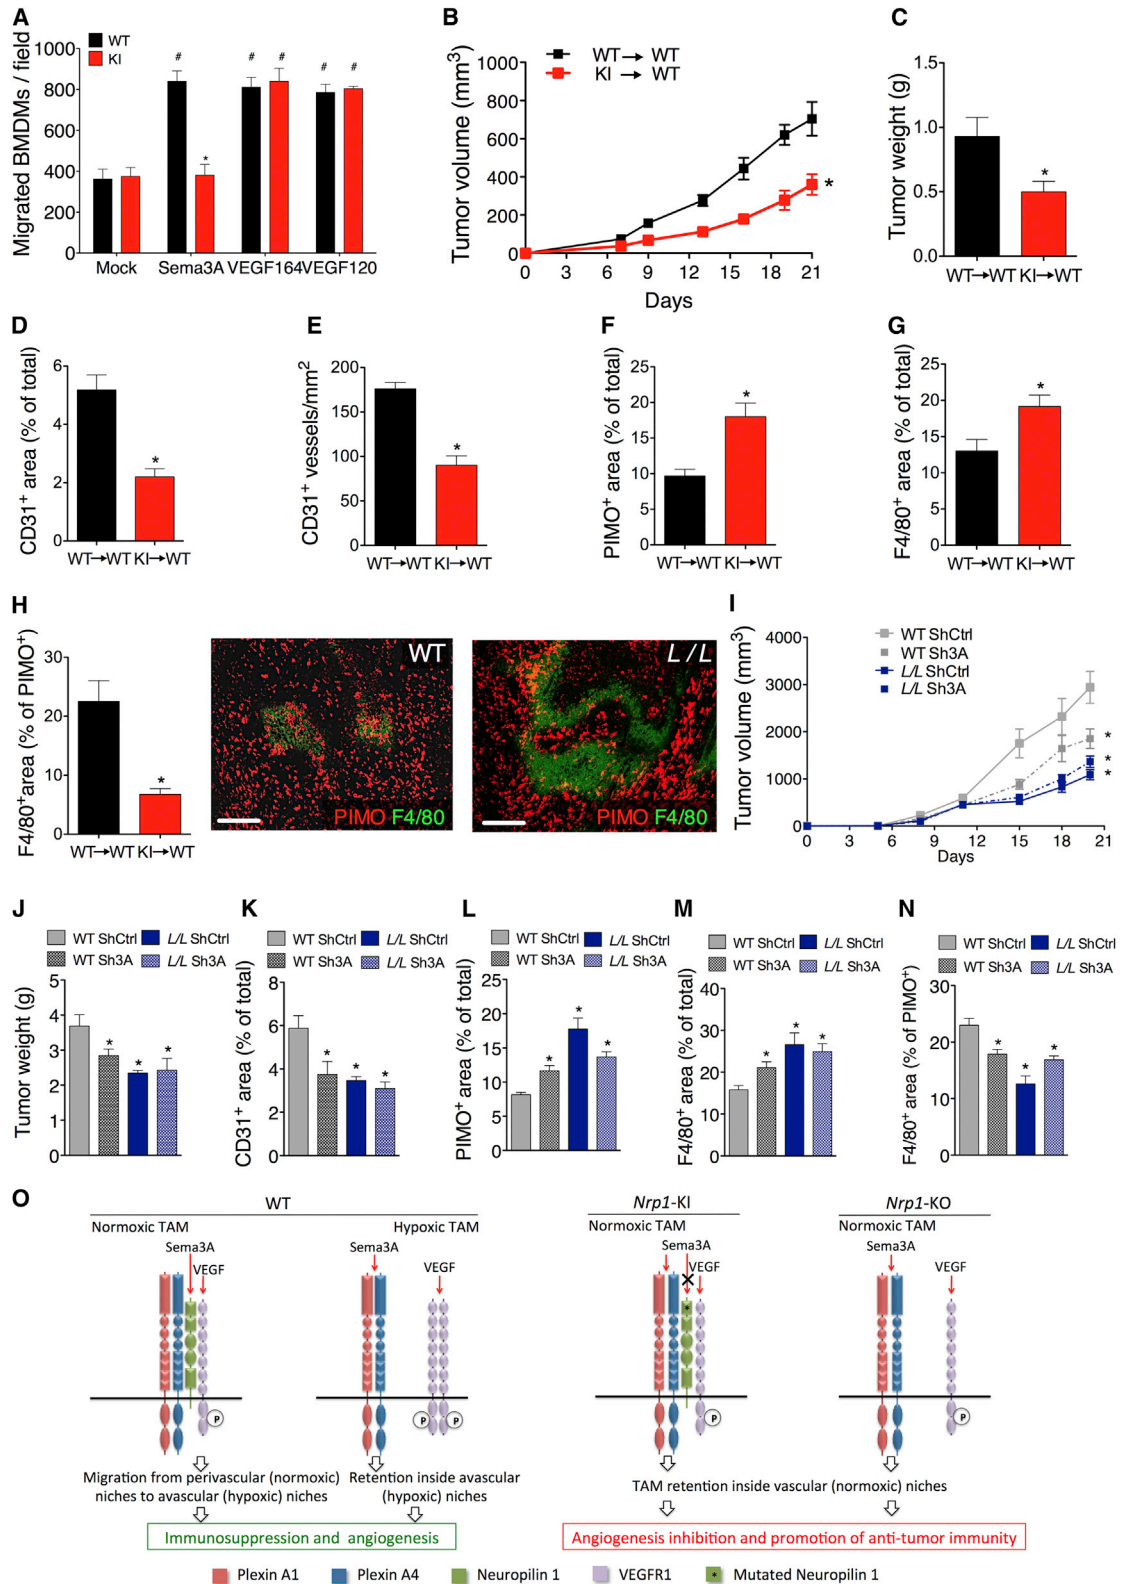 A
WT
KI
Migrated BMDMs / field
1000
800
600
400
200
0
# # # # #
*
Mock Sema3A VEGF164 VEGF120
B
WT→WT
KI →WT
Tumor volume (mm3)
1000
800
600
400
200
0
*
0 3 6 9 12 15 18 21
Days
C
Tumor weight (g)
1.5
1.0
0.5
0.0
*
WT→WT KI→WT
D
CD31+ area (% of total)
6
4
2
0
*
WT→WT KI→WT
E
CD31+ vessels/mm2
200
150
100
50
0
*
WT→WT KI→WT
F
PIMO+ area (% of total)
25
20
15
10
5
0
*
WT→WT KI→WT
G
F4/80+ area (% of total)
25
20
15
10
5
0
*
WT→WT KI→WT
H
F4/80+area (% of PIMO+)
30
20
10
0
*
WT→WT KI→WT
WT
PIMO F4/80
L/L
PIMO F4/80
I
WT ShCtrl
WT Sh3A
L/L ShCtrl
L/L Sh3A
Tumor volume (mm3)
4000
3000
2000
1000
0
*
*
*
0 3 6 9 12 15 18 21
Days
J
WT ShCtrl L/L ShCtrl
WT Sh3A L/L Sh3A
Tumor weight (g)
5
4
3
2
1
0
* * *
K
WT ShCtrl L/L ShCtrl
WT Sh3A L/L Sh3A
CD31+ area (% of total)
8
6
4
2
0
* * *
L
WT ShCtrl L/L ShCtrl
WT Sh3A L/L Sh3A
PIMO+ area (% of total)
25
20
15
10
5
0
* * *
M
WT ShCtrl L/L ShCtrl
WT Sh3A L/L Sh3A
F4/80+ area (% of total)
40
30
20
10
0
* * *
N
WT ShCtrl L/L ShCtrl
WT Sh3A L/L Sh3A
F4/80+ area (% of PIMO+)
30
20
10
0
* * *
O
WT
Nrp1-KI
Nrp1-KO
Normoxic TAM
Hypoxic TAM
Normoxic TAM
Normoxic TAM
Sema3A
VEGF
Sema3A
VEGF
Sema3A
VEGF
*
Sema3A
VEGF
P
P P
P
P
Migration from perivascular (normoxic)
niches to avascular (hypoxic) niches
Retention inside avascular
(hypoxic) niches
TAM retention inside vascular (normoxic) niches
Immunosuppression and angiogenesis
Angiogenesis inhibition and promotion of anti-tumor immunity
Plexin A1
Plexin A4
Neuropilin 1
VEGFR1
* Mutated Neuropilin 1